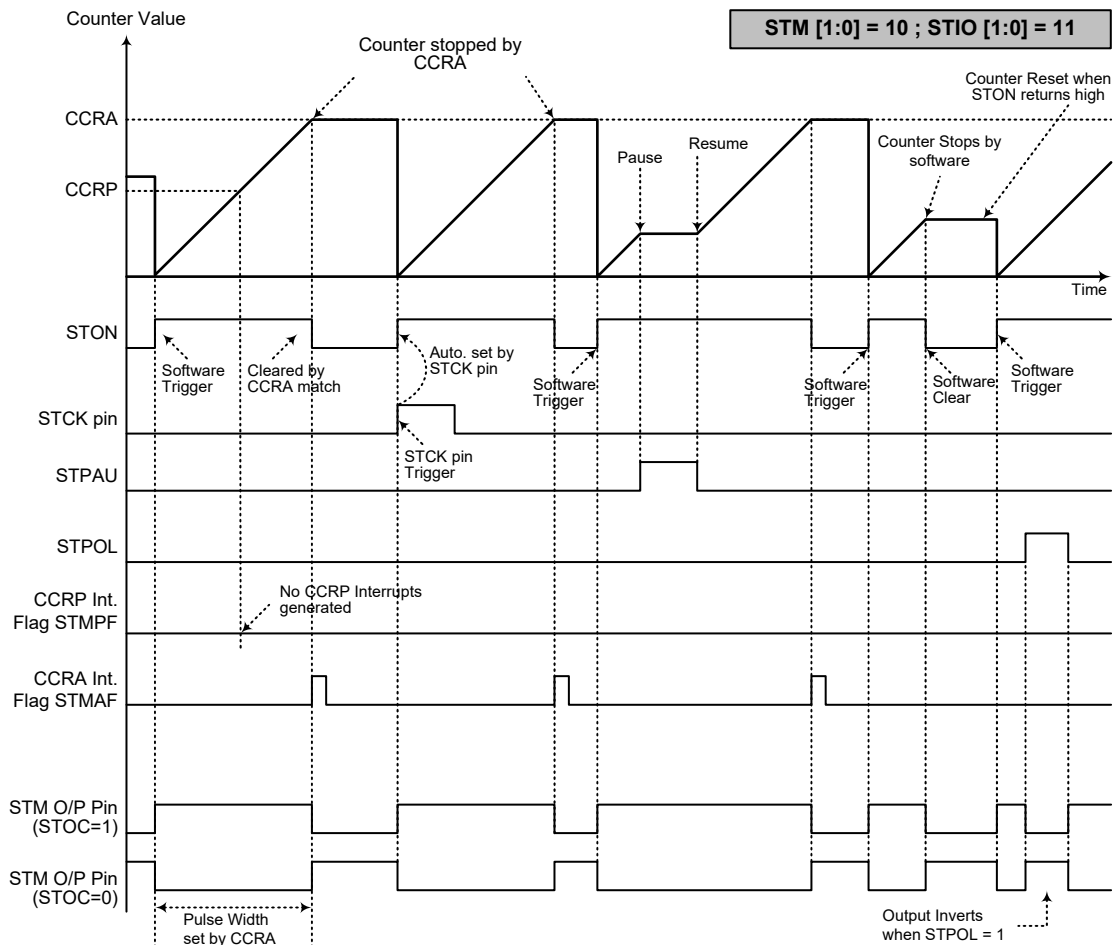 Counter Value
STM [1:0] = 10 ; STIO [1:0] = 11
Counter stopped by
CCRA
Counter Reset when
STON returns high
CCRA
Pause
Resume
Counter Stops by
software
CCRP
Time
STON
Software
Trigger
Cleared by
CCRA match
Auto. set by
STCK pin
Software
Trigger
Software
Trigger
Software
Clear
Software
Trigger
STCK pin
STCK pin
Trigger
STPAU
STPOL
CCRP Int.
Flag STMPF
No CCRP Interrupts
generated
CCRA Int.
Flag STMAF
STM O/P Pin
(STOC=1)
STM O/P Pin
(STOC=0)
Pulse Width
set by CCRA
Output Inverts
when STPOL = 1